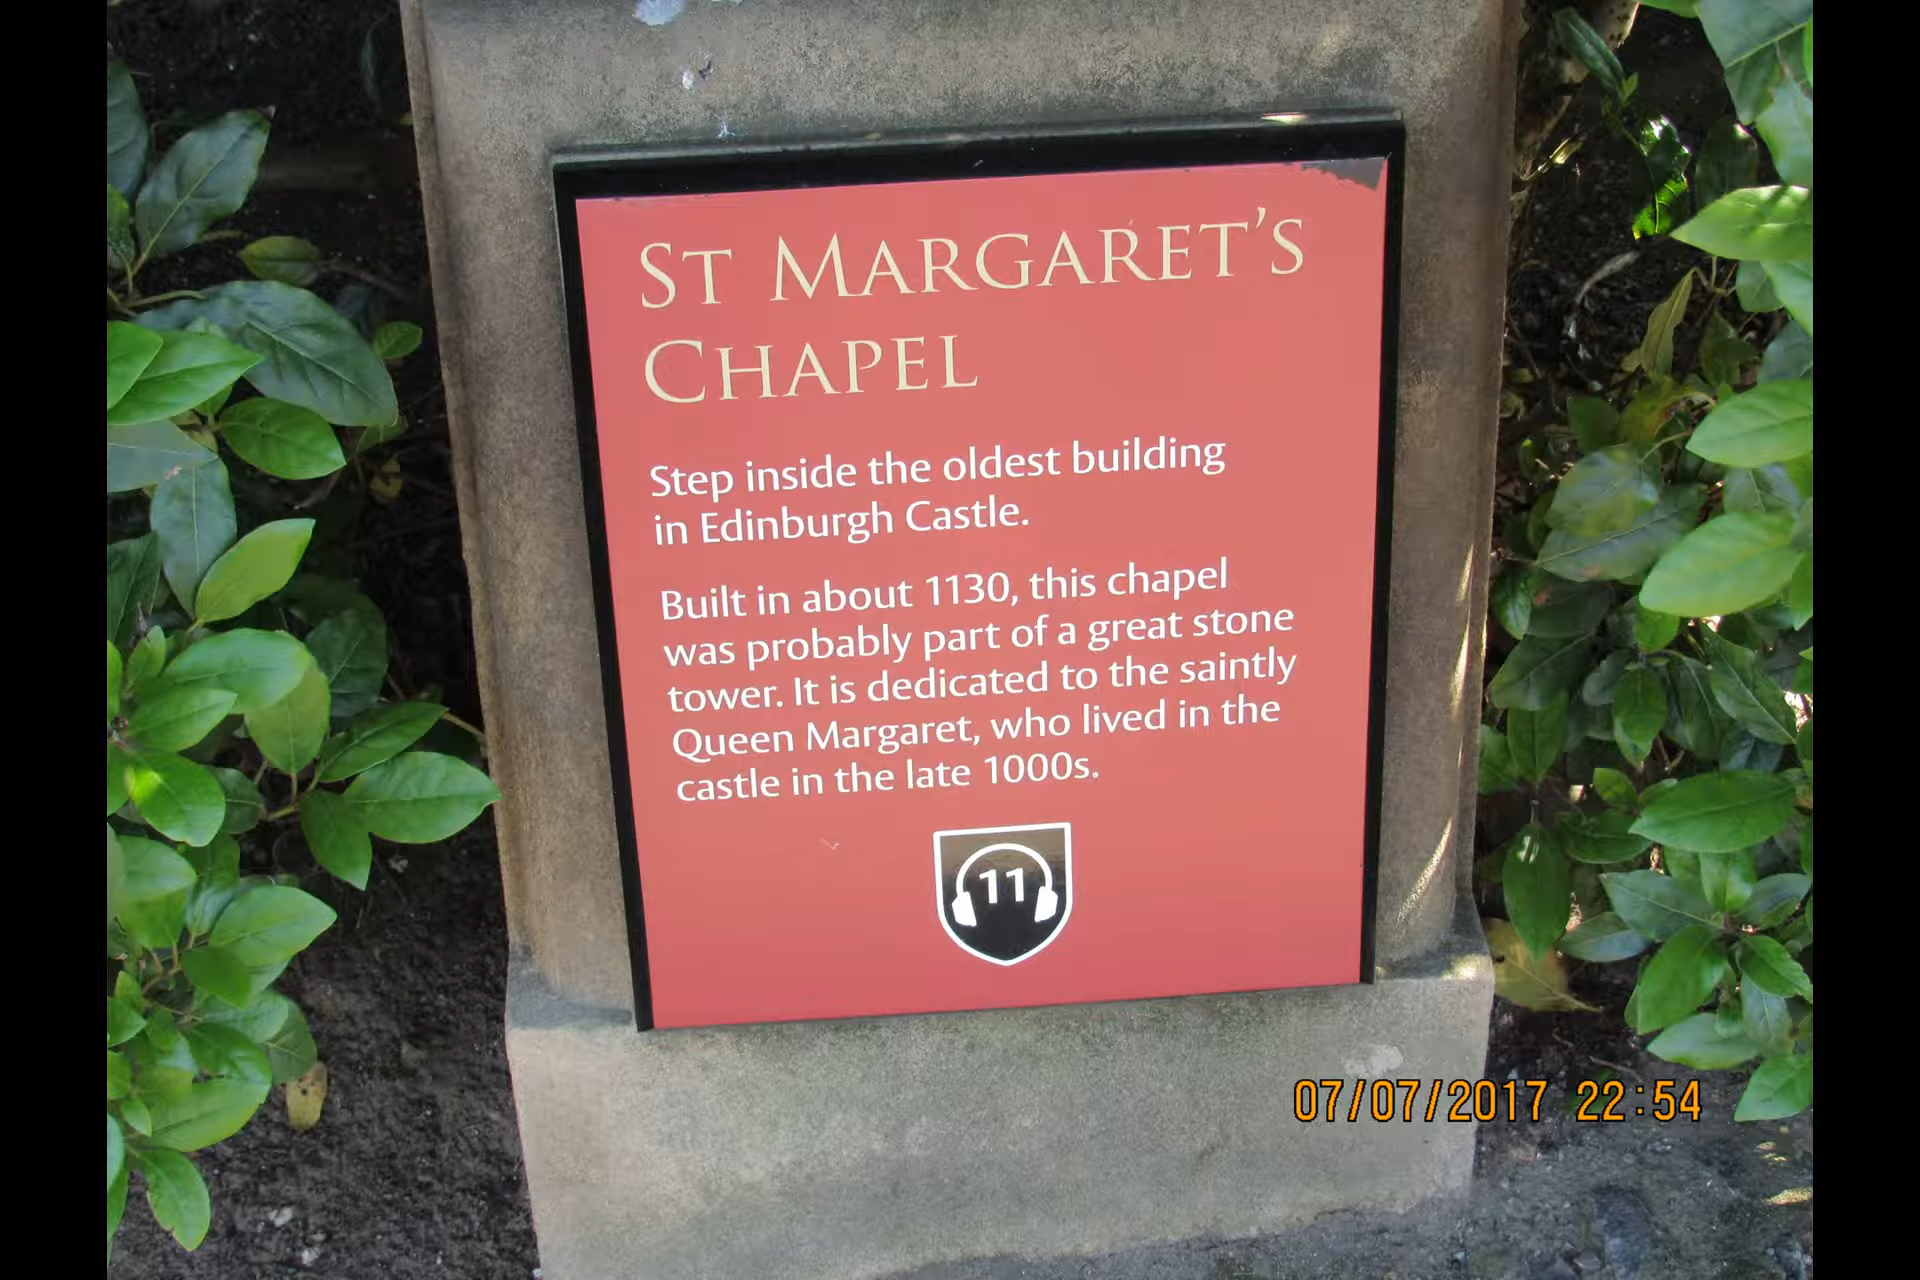 ST MARGARET'S
CHAPEL
Step inside the oldest building
in Edinburgh Castle.
Built in about 1130, this chapel
was probably part of a great stone
tower. It is dedicated to the saintly
Queen Margaret, who lived in the
castle in the late 1000s.
11
07/07/2017 22:54